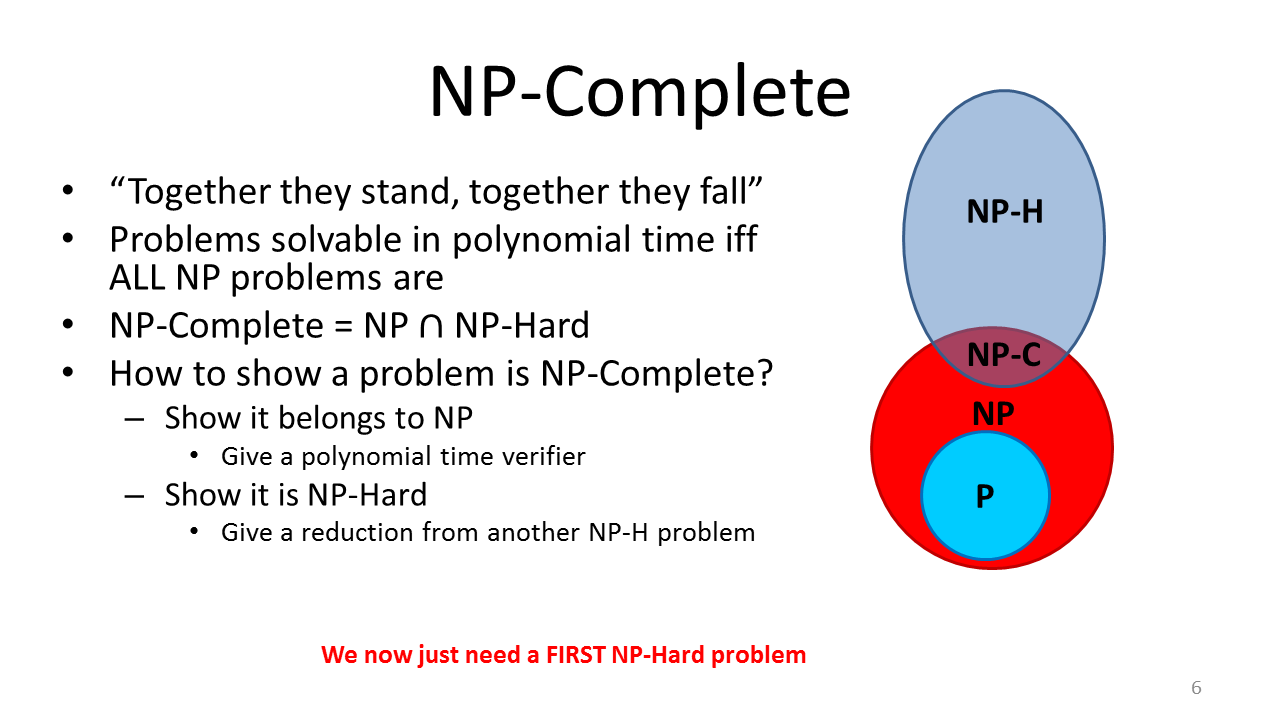 NP-Complete
• “Together they stand, together they fall”
• Problems solvable in polynomial time iff
ALL NP problems are
• NP-Complete = NP ∩ NP-Hard
• How to show a problem is NP-Complete?
– Show it belongs to NP
• Give a polynomial time verifier
– Show it is NP-Hard
• Give a reduction from another NP-H problem
NP-H
NP-C
NP
P
We now just need a FIRST NP-Hard problem
6